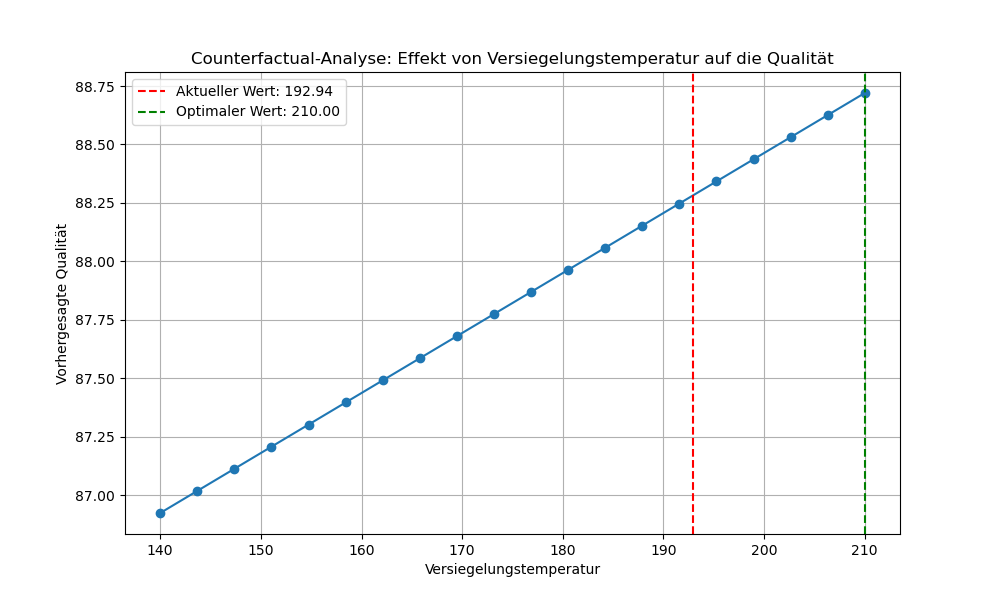 Counterfactual-Analyse: Effekt von Versiegelungstemperatur auf die Qualität
Aktueller Wert: 192.94
Optimaler Wert: 210.00
Vorhergesagte Qualität
88.75
88.50
88.25
88.00
87.75
87.50
87.25
87.00
140 150 160 170 180 190 200 210
Versiegelungstemperatur